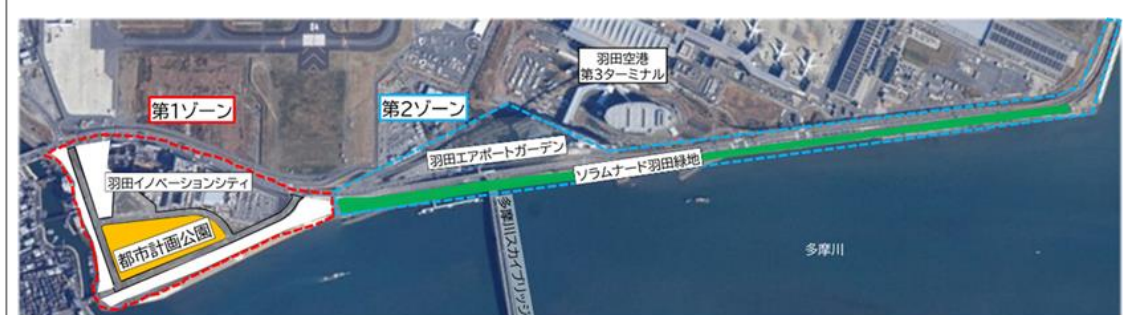 羽田空港
第3ターミナル
第1ゾーン
第2ゾーン
羽田エアポートガーデン
羽田イノベーションシティ
ソラムナード羽田緑地
都市計画公園
多摩川スカイブリッジ
多摩川